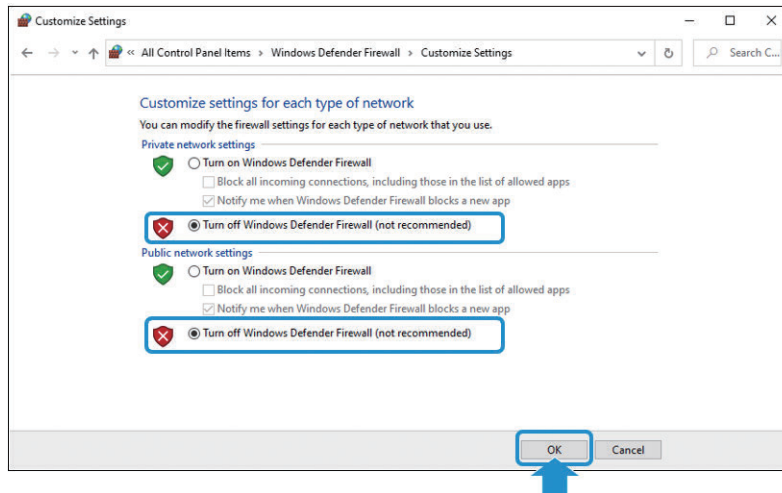 Customize Settings
« All Control Panel Items > Windows Defender Firewall > Customize Settings
Search C...
Customize settings for each type of network
You can modify the firewall settings for each type of network that you use.
Private network settings
Turn on Windows Defender Firewall
Block all incoming connections, including those in the list of allowed apps
Notify me when Windows Defender Firewall blocks a new app
Turn off Windows Defender Firewall (not recommended)
Public network settings
Turn on Windows Defender Firewall
Block all incoming connections, including those in the list of allowed apps
Notify me when Windows Defender Firewall blocks a new app
Turn off Windows Defender Firewall (not recommended)
OK
Cancel